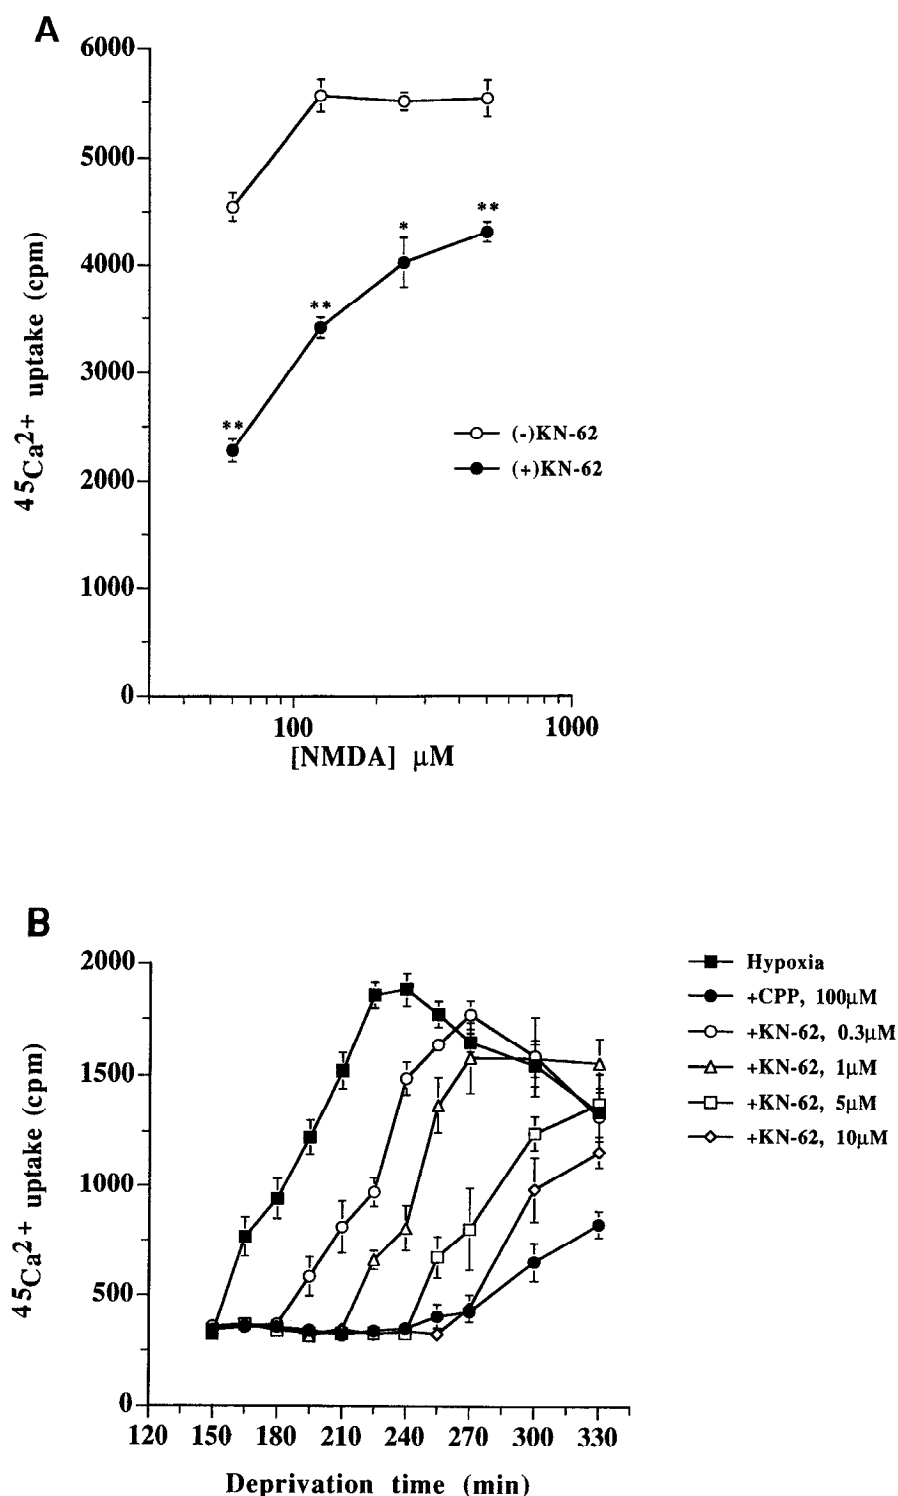 A
6000
5000
4000
3000
2000
1000
0
45Ca2+ uptake (cpm)
**
**
*
**
(-)KN-62
(+)KN-62
100 1000
[NMDA] μM
B
2000
1500
1000
500
0
45Ca2+ uptake (cpm)
Hypoxia
+CPP, 100μM
+KN-62, 0.3μM
+KN-62, 1μM
+KN-62, 5μM
+KN-62, 10μM
120 150 180 210 240 270 300 330
Deprivation time (min)